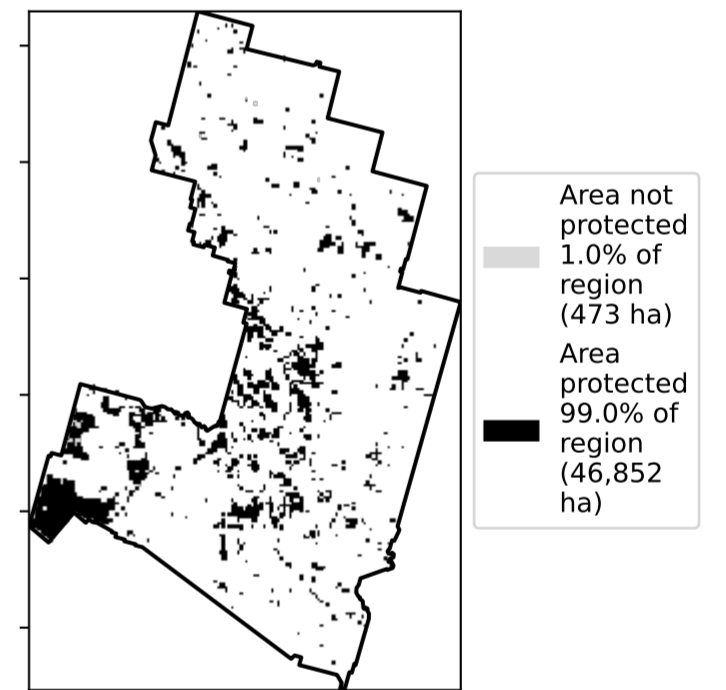 Area not
protected
1.0% of
region
(473 ha)
Area
protected
99.0% of
region
(46,852
ha)